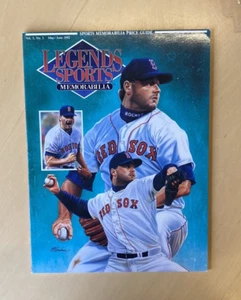 SPORTS MEMORABILIA PRICE GUIDE
LEGENDS
SPORTS
MEMORABILIA
ROCKET
RED SOX
RED SOX